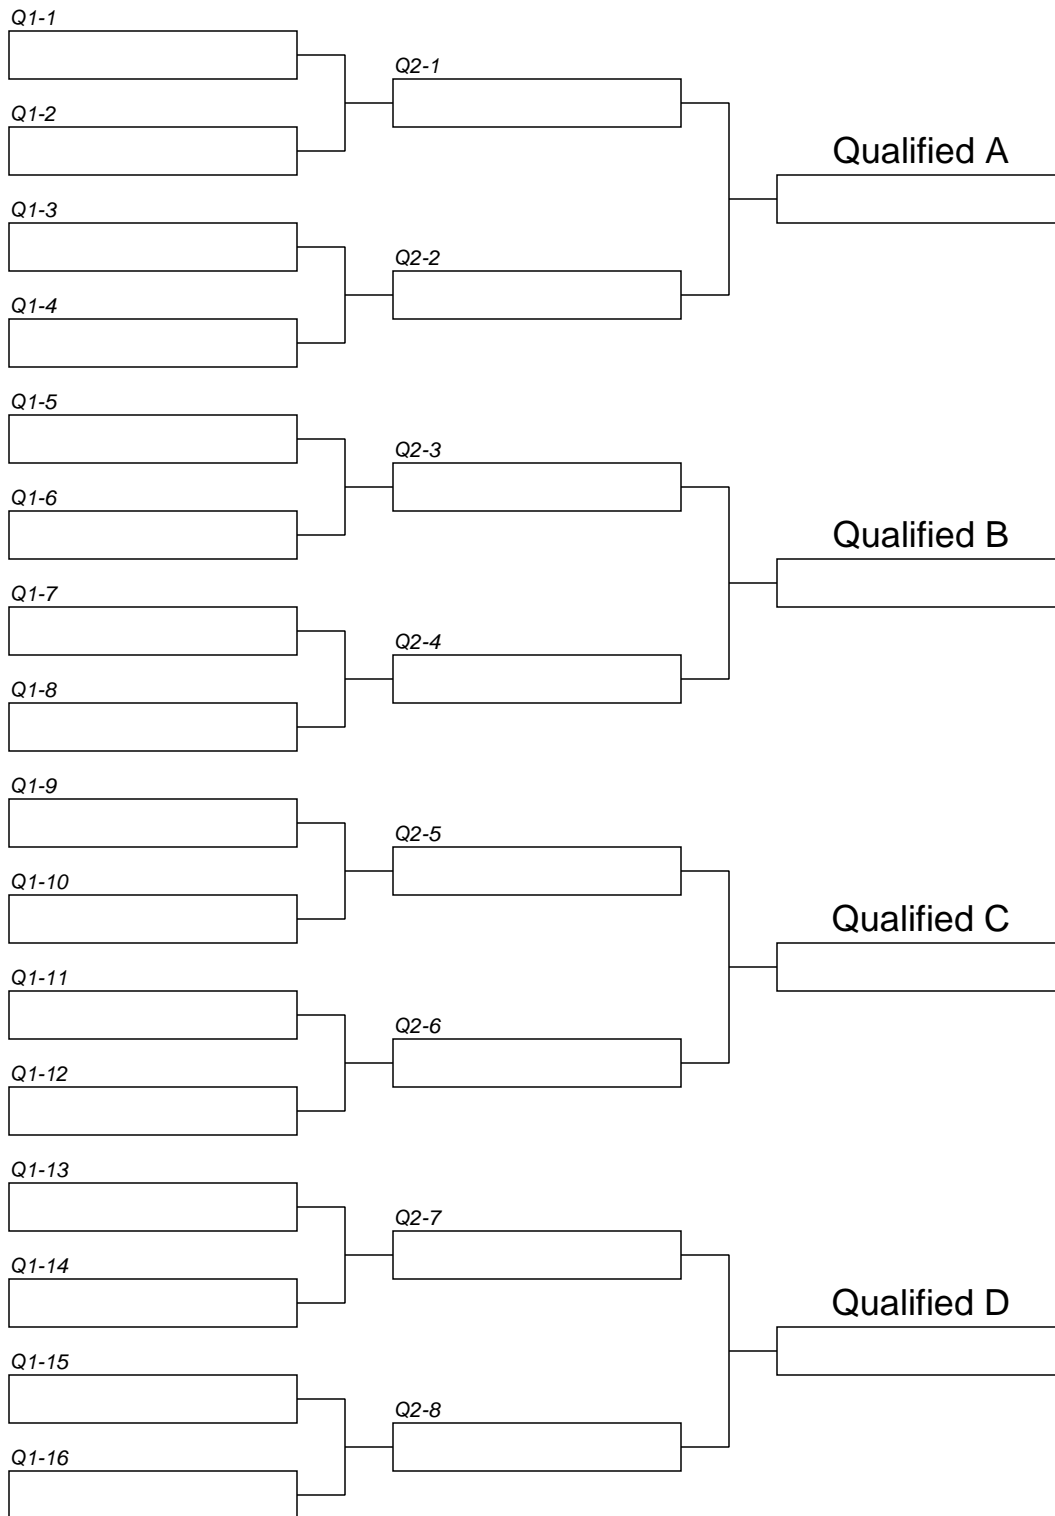 Q1-1
Q1-2
Q1-3
Q1-4
Q1-5
Q1-6
Q1-7
Q1-8
Q1-9
Q1-10
Q1-11
Q1-12
Q1-13
Q1-14
Q1-15
Q1-16
Q2-1
Q2-2
Q2-3
Q2-4
Q2-5
Q2-6
Q2-7
Q2-8
Qualified A
Qualified B
Qualified C
Qualified D